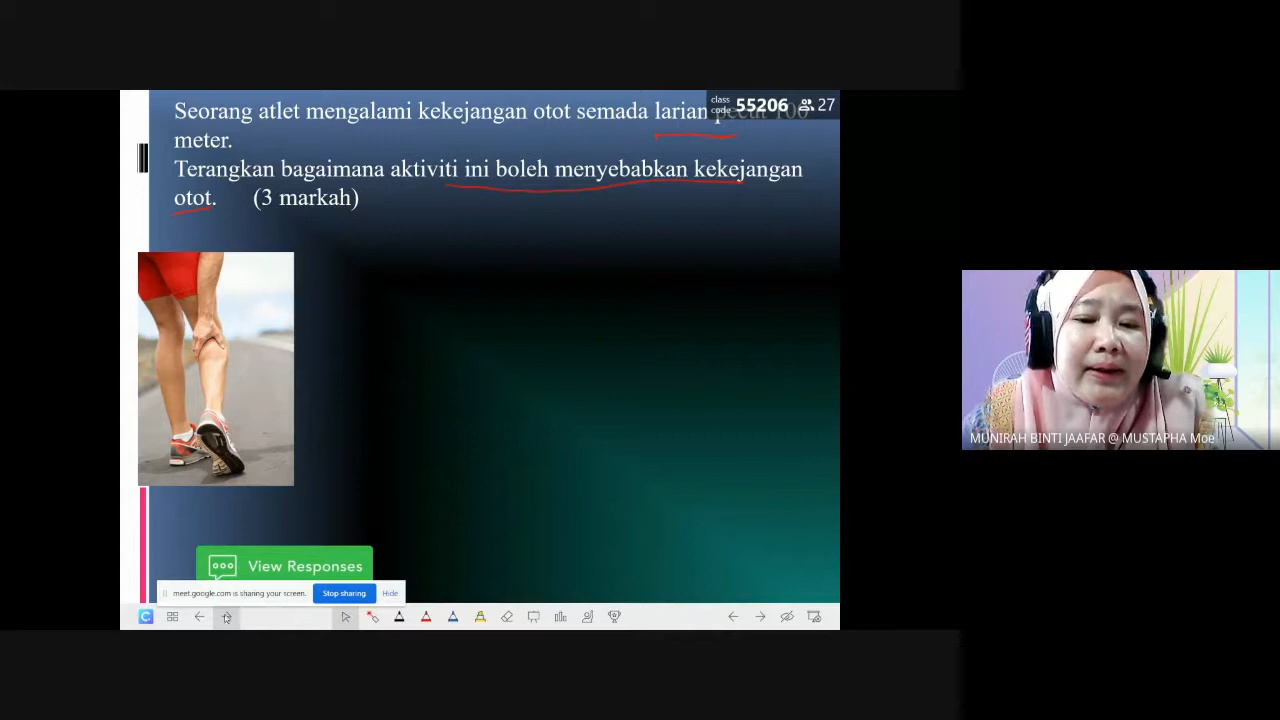 Seorang atlet mengalami kekejangan otot semada larian pecut 100
meter.
Terangkan bagaimana aktiviti ini boleh menyebabkan kekejangan
otot. (3 markah)
class
code 55206 27
View Responses
meet.google.com is sharing your screen. Stop sharing Hide
MUNIRAH BINTI JAAFAR @ MUSTAPHA Moe